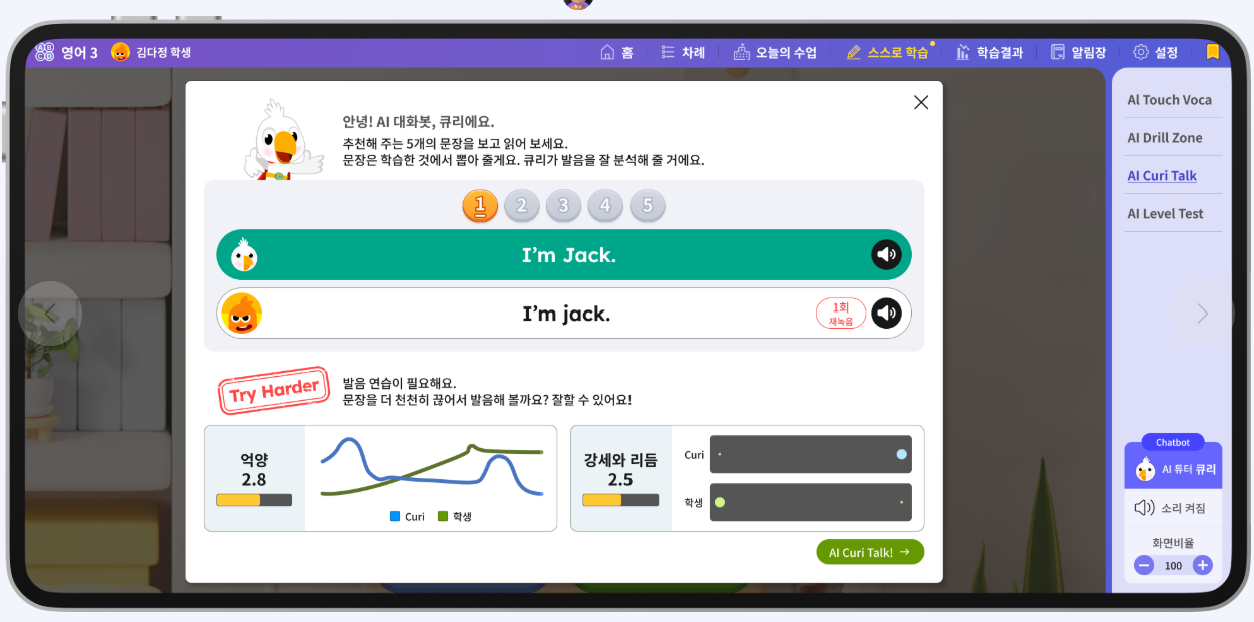 영어 3
김다정 학생
홈
차례
오늘의 수업
스스로 학습
학습결과
알림장
설정
안녕! AI 대화봇, 큐리에요.
추천해 주는 5개의 문장을 보고 읽어 보세요.
문장은 학습한 것에서 뽑아 줄게요. 큐리가 발음을 잘 분석해 줄 거에요.
1 2 3 4 5
I'm Jack.
I'm jack.
1회
재녹음
Try Harder
발음 연습이 필요해요.
문장을 더 천천히 끊어서 발음해 볼까요? 잘할 수 있어요!
억양
2.8
Curi
학생
강세와 리듬
2.5
Curi
학생
AI Curi Talk! →
Al Touch Voca
AI Drill Zone
AI Curi Talk
AI Level Test
Chatbot
AI 튜터 큐리
소리 켜짐
화면비율
− 100 +